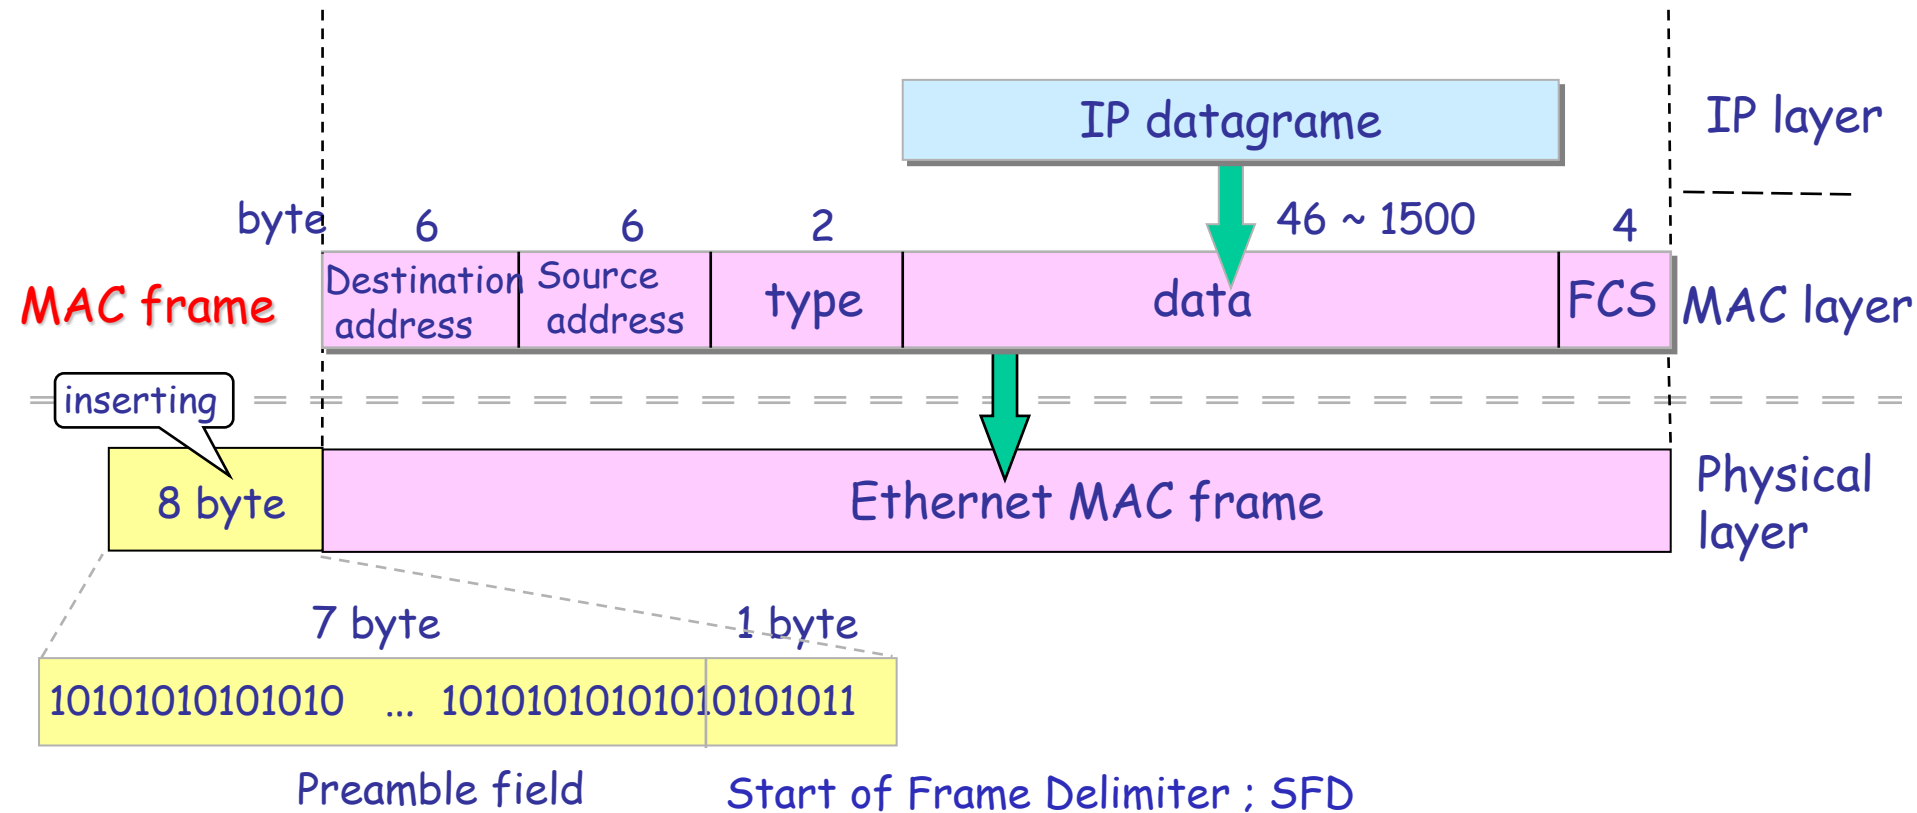 IP datagrame
IP layer
byte
6
6
2
46 ~ 1500
4
MAC frame
Destination
address
Source
address
type
data
FCS
MAC layer
inserting
8 byte
Ethernet MAC frame
Physical
layer
7 byte
1 byte
10101010101010 ... 10101010101010101011
Preamble field
Start of Frame Delimiter ; SFD